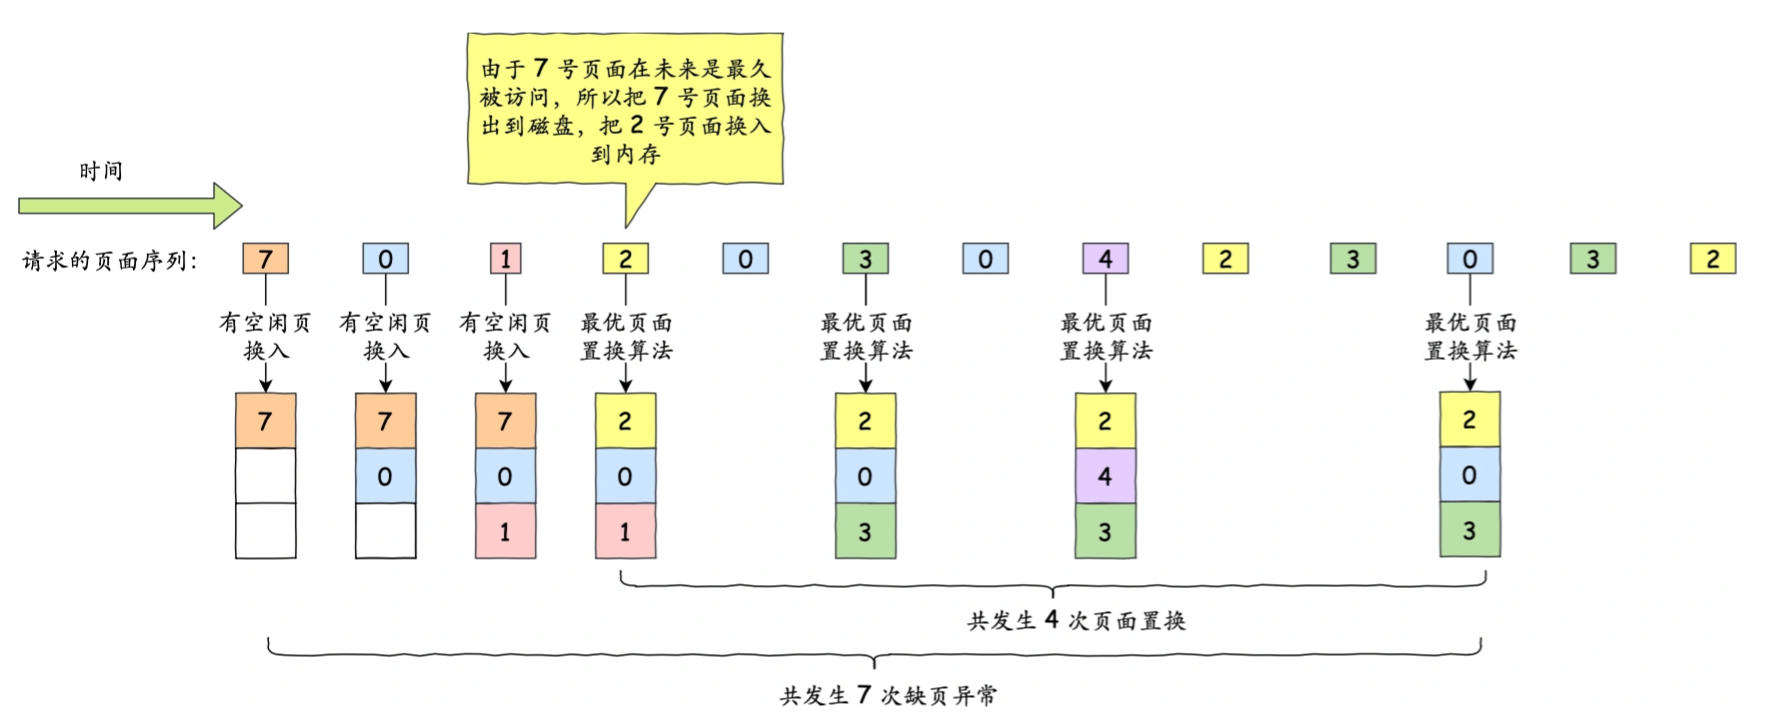 由于 7 号页面在未来是最久
被访问，所以把 7 号页面换
出到磁盘，把 2 号页面换入
到内存
时间
请求的页面序列: 7 0 1 2 0 3 0 4 2 3 0 3 2
有空闲页
换入
有空闲页
换入
有空闲页
换入
最优页面
置换算法
最优页面
置换算法
最优页面
置换算法
最优页面
置换算法
7 7 7 2 2 2 2
0 0 0 0 4 0
1 1 3 3 3
共发生 4 次页面置换
共发生 7 次缺页异常